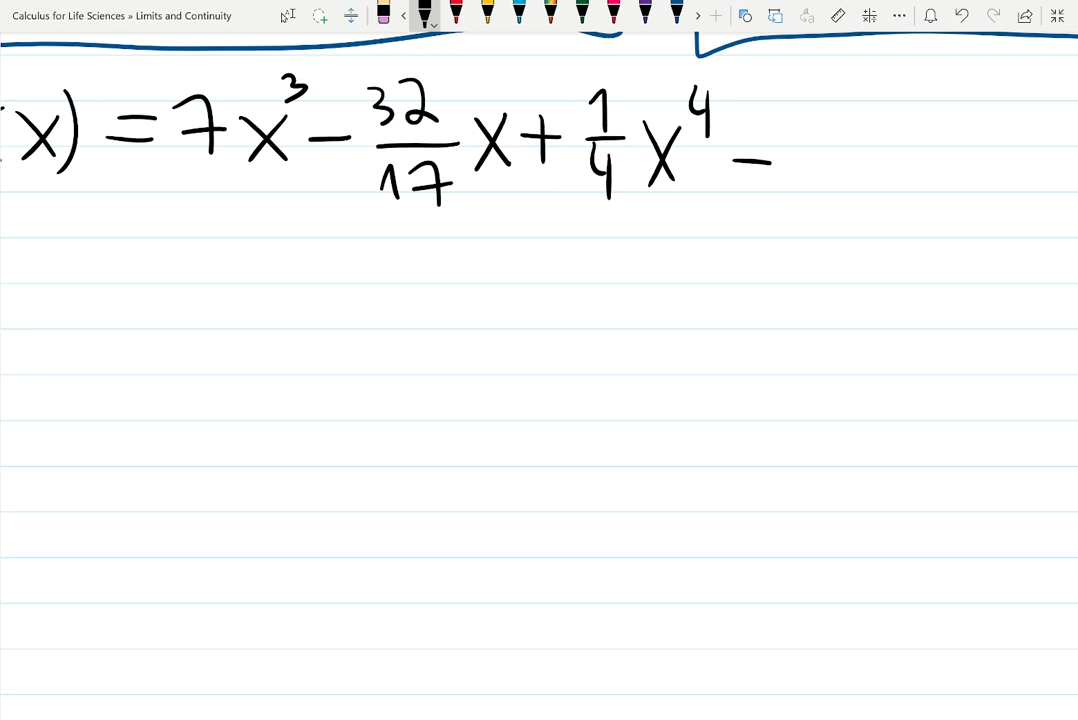 Calculus for Life Sciences » Limits and Continuity
x) = 7x³ - 32/17 x + 1/4 x⁴ -